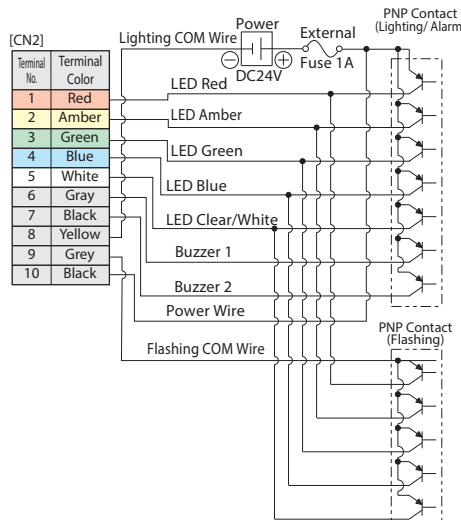 [CN2]
Terminal No. Terminal Color
1 Red
2 Amber
3 Green
4 Blue
5 White
6 Gray
7 Black
8 Yellow
9 Grey
10 Black
Lighting COM Wire
Power
DC24V
External
Fuse 1A
PNP Contact
(Lighting/ Alarm
LED Red
LED Amber
LED Green
LED Blue
LED Clear/White
Buzzer 1
Buzzer 2
Power Wire
Flashing COM Wire
PNP Contact
(Flashing)